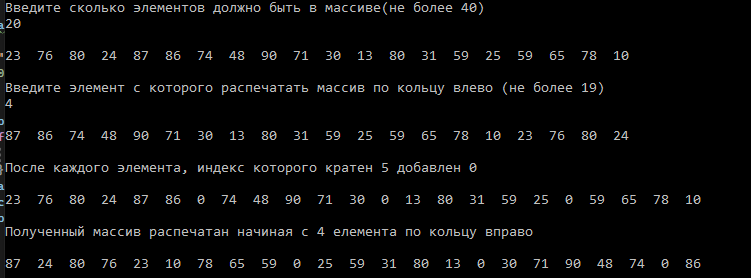 Введите сколько элементов должно быть в массиве(не более 40)
20
23 76 80 24 87 86 74 48 90 71 30 13 80 31 59 25 59 65 78 10
Введите элемент с которого распечатать массив по кольцу влево (не более 19)
4
87 86 74 48 90 71 30 13 80 31 59 25 59 65 78 10 23 76 80 24
После каждого элемента, индекс которого кратен 5 добавлен 0
23 76 80 24 87 86 0 74 48 90 71 30 0 13 80 31 59 25 0 59 65 78 10
Полученный массив распечатан начиная с 4 елемента по кольцу вправо
87 24 80 76 23 10 78 65 59 0 25 59 31 80 13 0 30 71 90 48 74 0 86